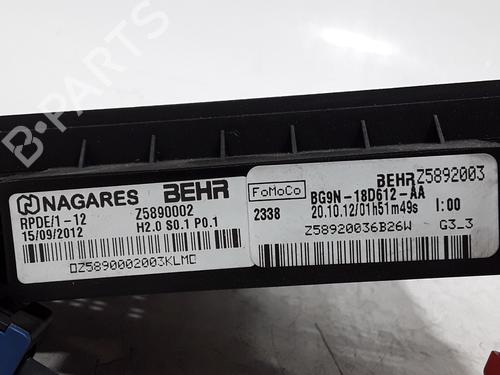 NAGARES BEHR
RPDE/1-12 Z5890002
15/09/2012 H2.0 S0.1 P0.1
DZ5890002003KLMD
BEHR Z5892003
FoMoCo BG9N-18D612-AA
2338 20.10.12/01h51m49s I:00
Z58920036B26W G3_3
B-PARTS